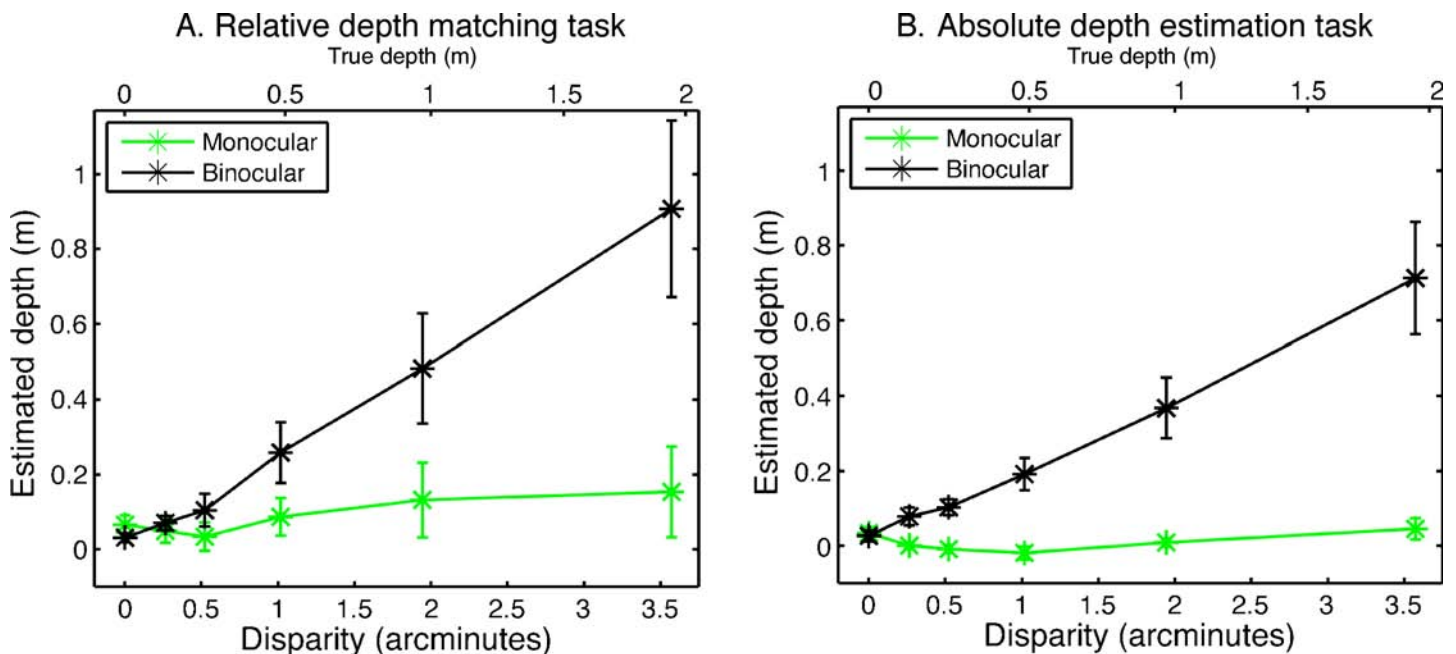 A. Relative depth matching task
True depth (m)
0 0.5 1 1.5 2
Monocular
Binocular
1
0.8
0.6
0.4
0.2
0
Estimated depth (m)
0 0.5 1 1.5 2 2.5 3 3.5
Disparity (arcminutes)
B. Absolute depth estimation task
True depth (m)
0 0.5 1 1.5 2
Monocular
Binocular
1
0.8
0.6
0.4
0.2
0
Estimated depth (m)
0 0.5 1 1.5 2 2.5 3 3.5
Disparity (arcminutes)